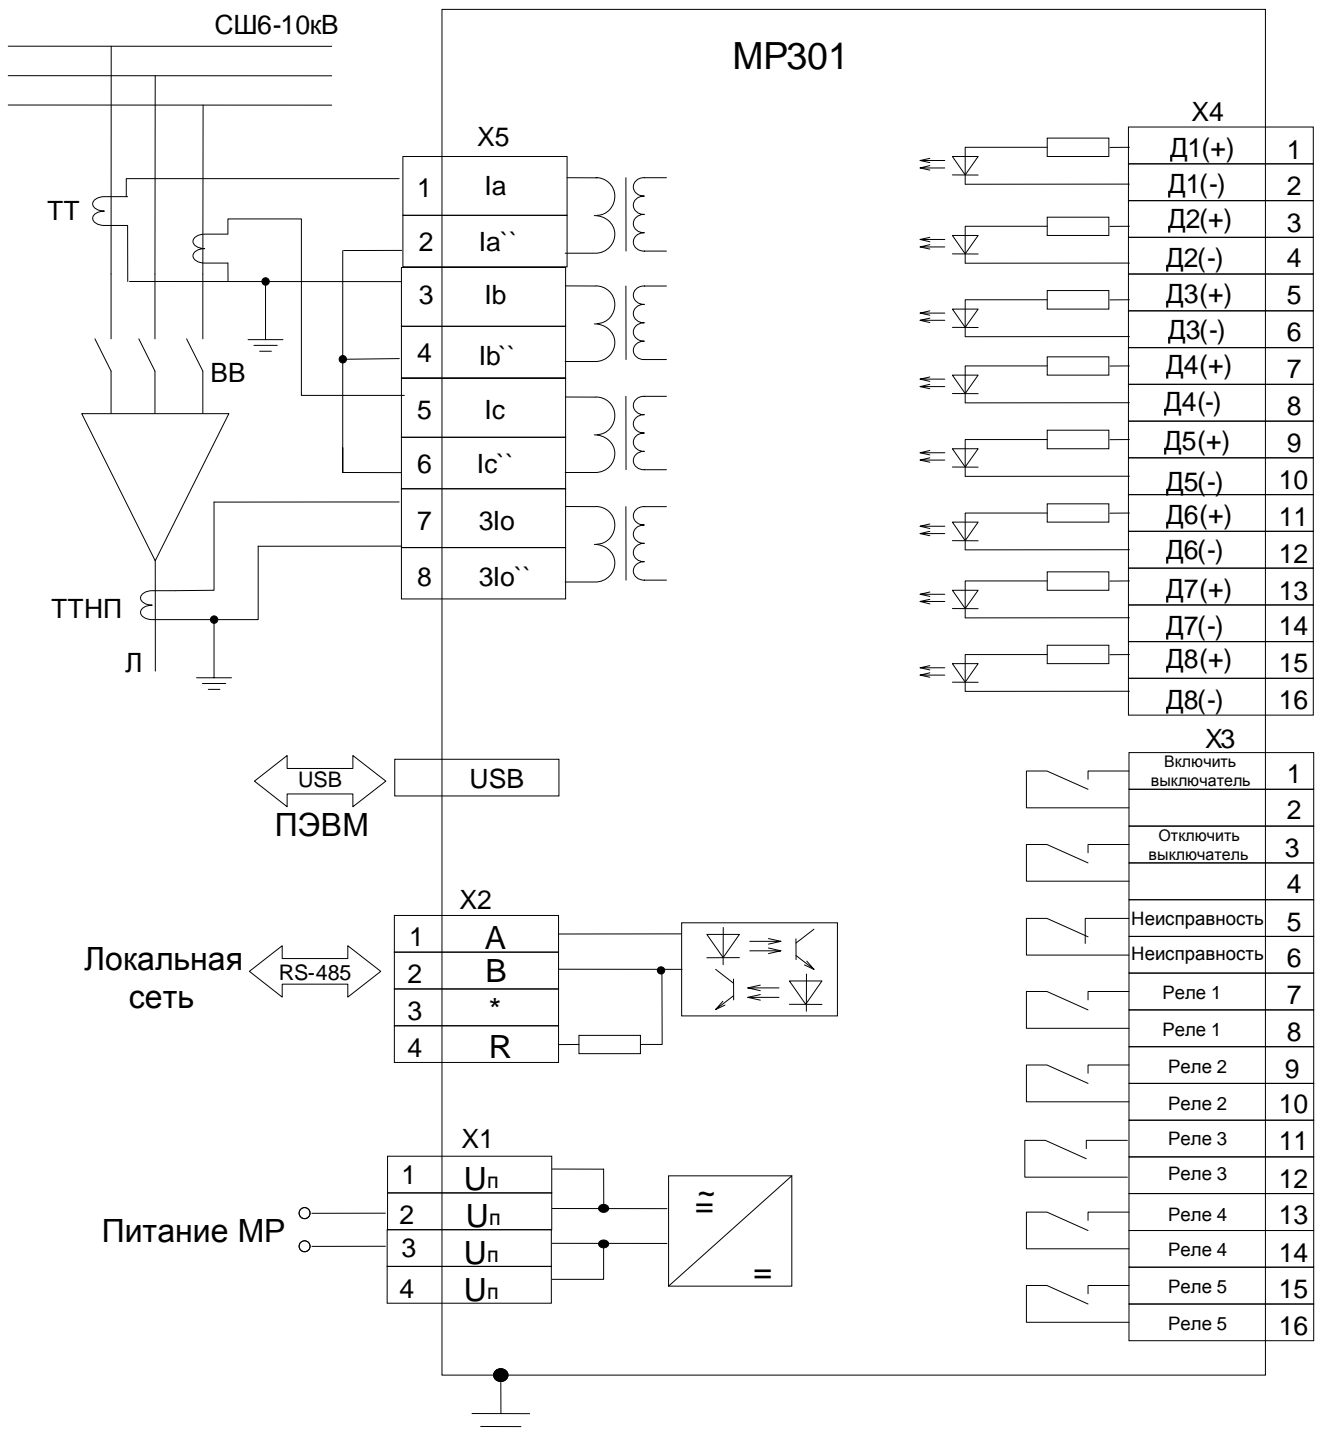 СШ6-10кВ
МР301
X5
1 Ia
2 Ia``
3 Ib
4 Ib``
5 Ic
6 Ic``
7 3Io
8 3Io``
ТТ
ВВ
ТТНП
Л
X4
Д1(+) 1
Д1(-) 2
Д2(+) 3
Д2(-) 4
Д3(+) 5
Д3(-) 6
Д4(+) 7
Д4(-) 8
Д5(+) 9
Д5(-) 10
Д6(+) 11
Д6(-) 12
Д7(+) 13
Д7(-) 14
Д8(+) 15
Д8(-) 16
X3
Включить
выключатель 1
2
Отключить
выключатель 3
4
Неисправность 5
Неисправность 6
Реле 1 7
Реле 1 8
Реле 2 9
Реле 2 10
Реле 3 11
Реле 3 12
Реле 4 13
Реле 4 14
Реле 5 15
Реле 5 16
USB USB
ПЭВМ
X2
1 A
2 B
3 *
4 R
Локальная
сеть
RS-485
X1
1 Uп
2 Uп
3 Uп
4 Uп
Питание МР